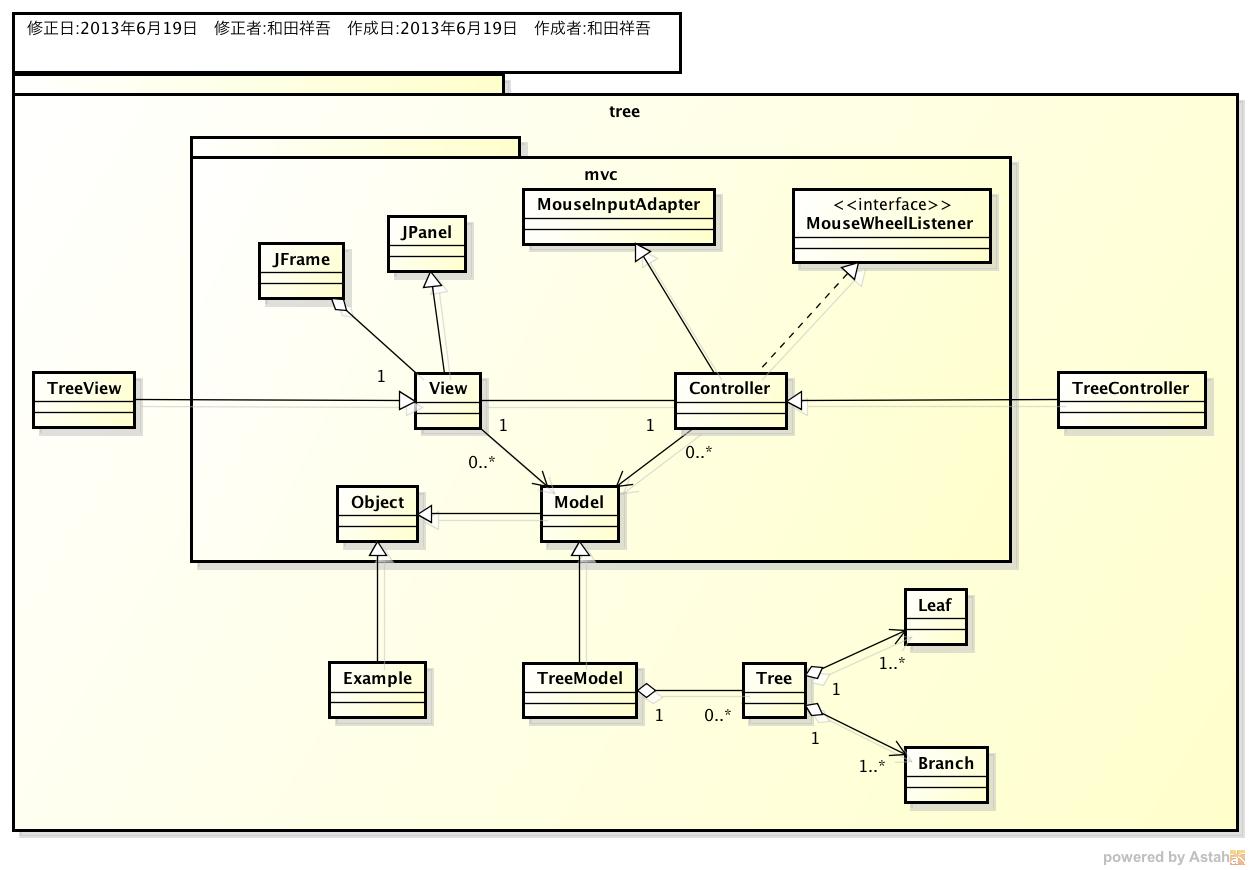 修正日:2013年6月19日　修正者:和田祥吾　作成日:2013年6月19日　作成者:和田祥吾
tree
mvc
MouseInputAdapter
<<interface>>
MouseWheelListener
JPanel
JFrame
1
TreeView
View
Controller
TreeController
1
1
0..*
0..*
Object
Model
Leaf
1..*
Example
TreeModel
Tree
1
1
0..*
1
1..*
Branch
powered by Astah